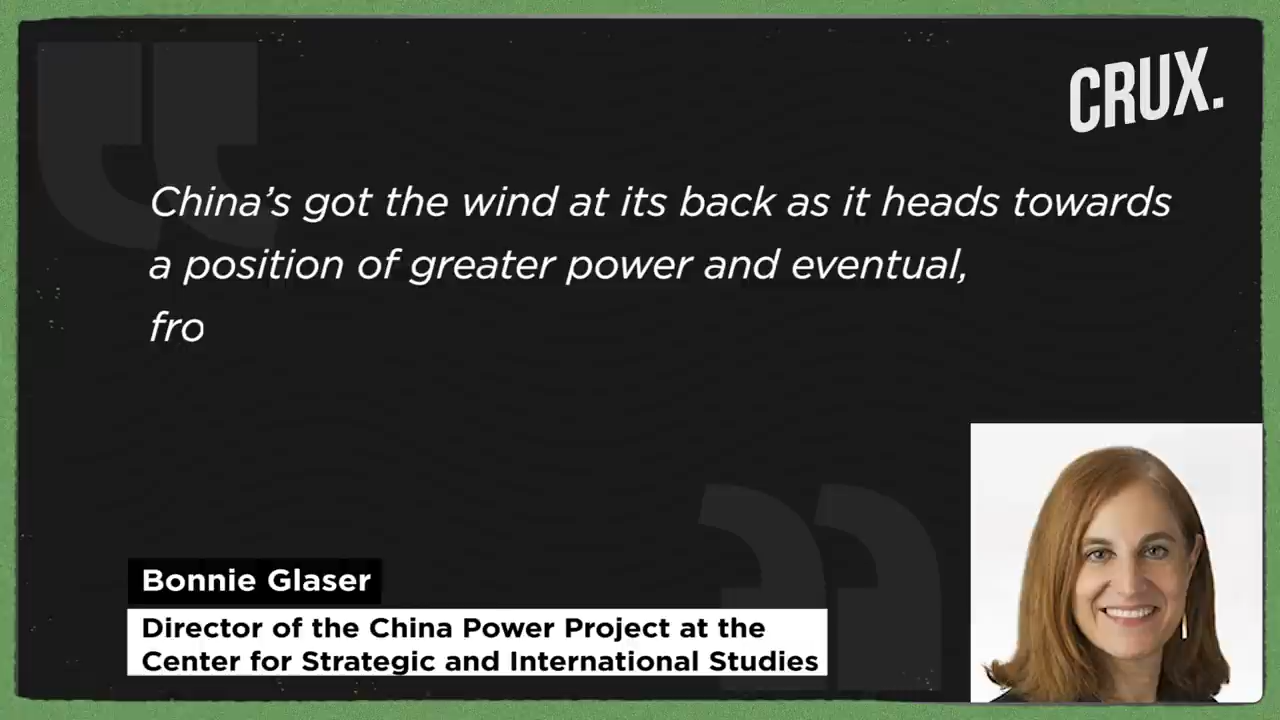 CRUX.
China's got the wind at its back as it heads towards
a position of greater power and eventual,
fro
Bonnie Glaser
Director of the China Power Project at the
Center for Strategic and International Studies